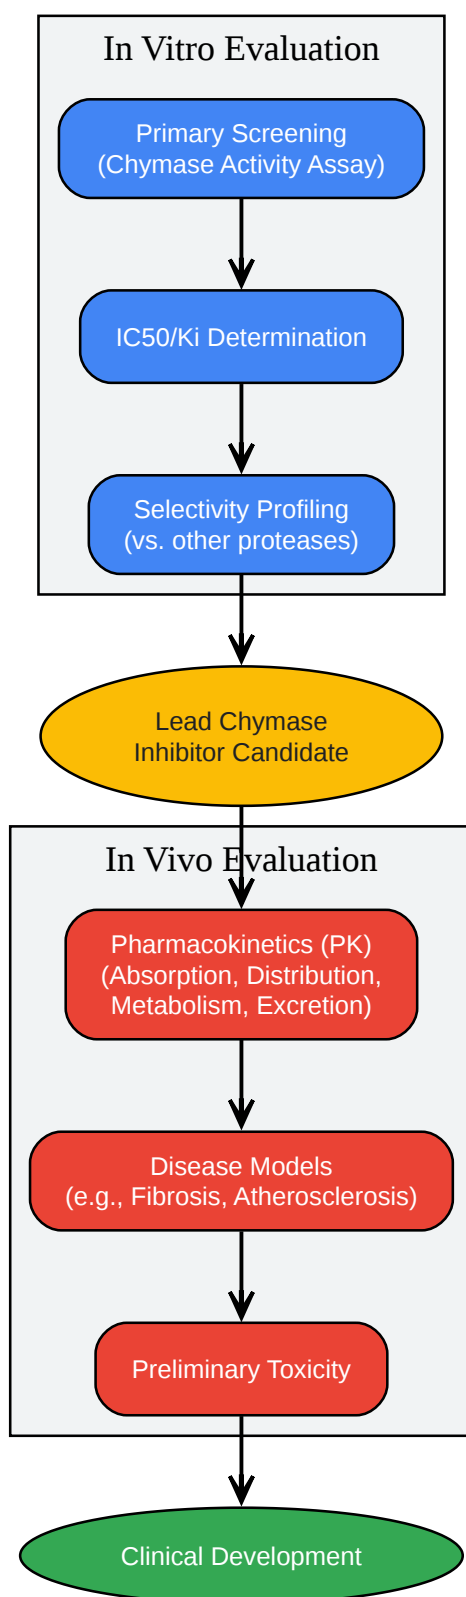 In Vitro Evaluation
Primary Screening
(Chymase Activity Assay)
IC50/Ki Determination
Selectivity Profiling
(vs. other proteases)
Lead Chymase
Inhibitor Candidate
In Vivo Evaluation
Pharmacokinetics (PK)
(Absorption, Distribution,
Metabolism, Excretion)
Disease Models
(e.g., Fibrosis, Atherosclerosis)
Preliminary Toxicity
Clinical Development